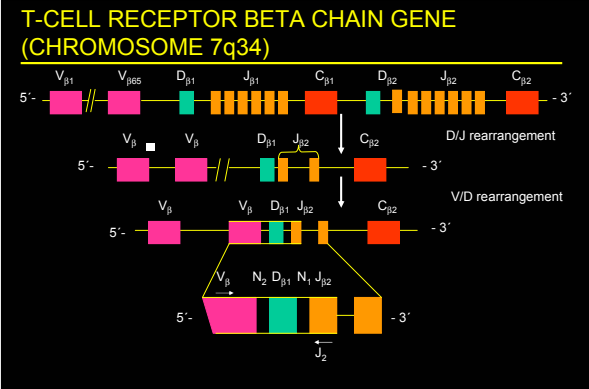 T-CELL RECEPTOR BETA CHAIN GENE
(CHROMOSOME 7q34)
Vβ1 Vβ65 Dβ1 Jβ1 Cβ1 Dβ2 Jβ2 Cβ2
5´- // - 3´
D/J rearrangement
Vβ Vβ Dβ1 Jβ2 Cβ2
5´- // - 3´
V/D rearrangement
Vβ Vβ Dβ1 Jβ2 Cβ2
5´- - 3´
Vβ N2 Dβ1 N1 Jβ2
5´- - 3´
J2